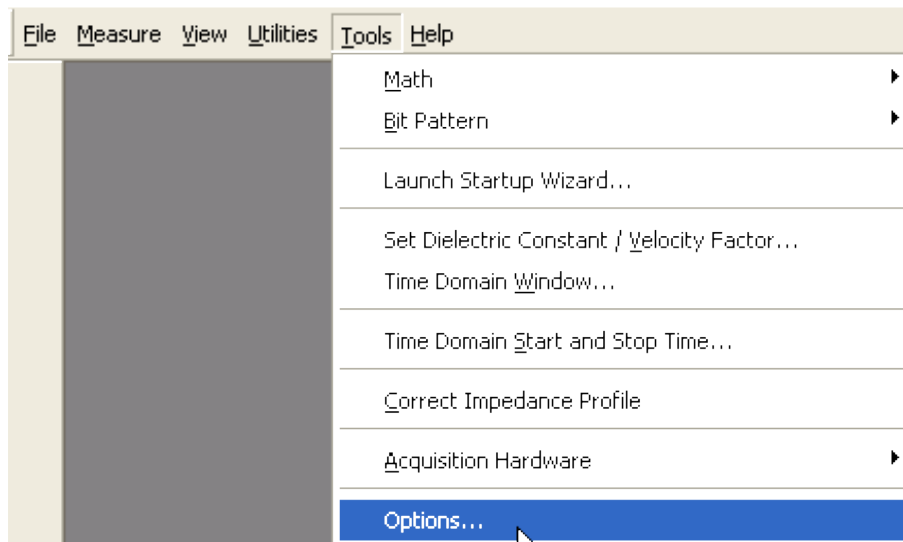 File Measure View Utilities Tools Help
Math
Bit Pattern
Launch Startup Wizard...
Set Dielectric Constant / Velocity Factor...
Time Domain Window...
Time Domain Start and Stop Time...
Correct Impedance Profile
Acquisition Hardware
Options...